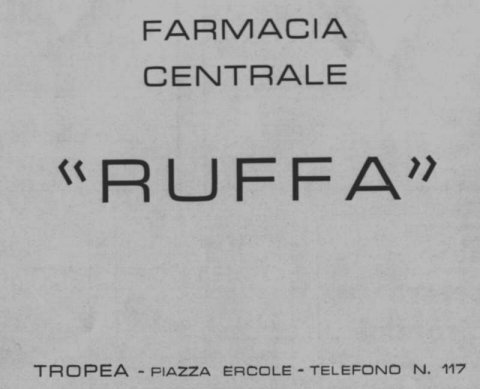 FARMACIA
CENTRALE
“RUFFA”
TROPEA - PIAZZA ERCOLE - TELEFONO N. 117